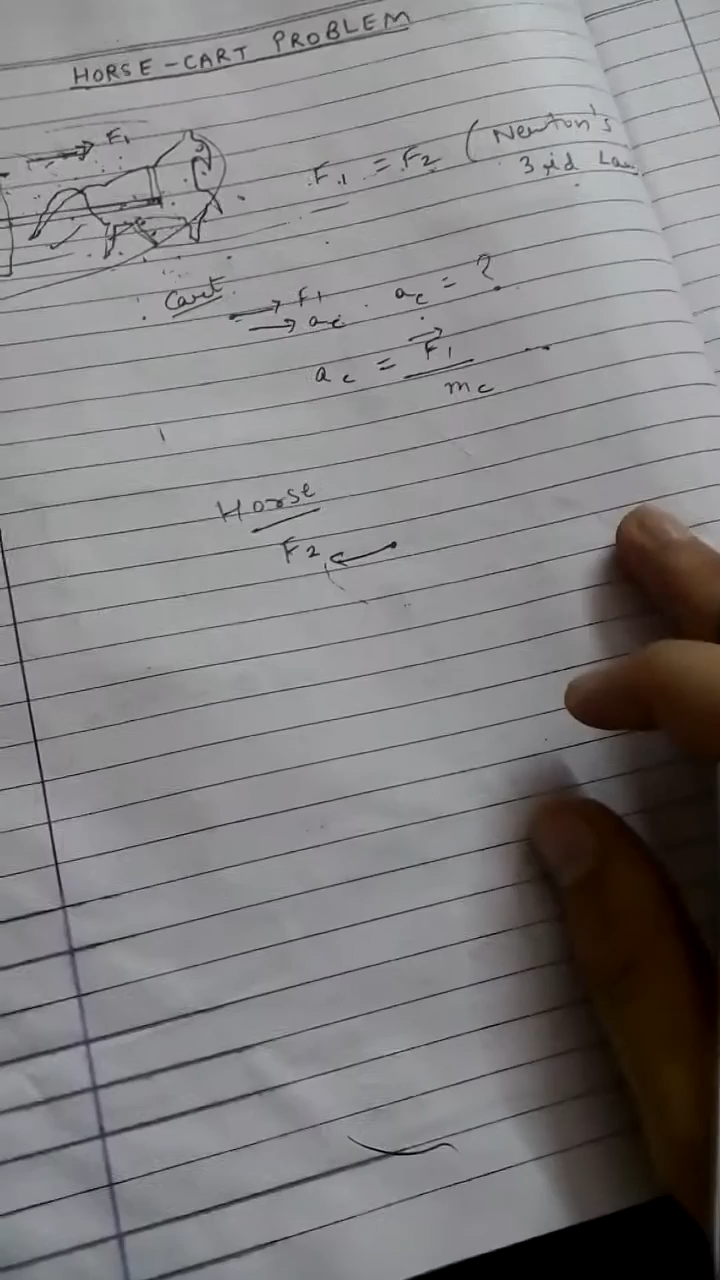 HORSE-CART PROBLEM
F1
F1 = F2 (Newton's
3rd Law
Cart
F1
ac
ac = ?
ac = F1
mc
Horse
F2